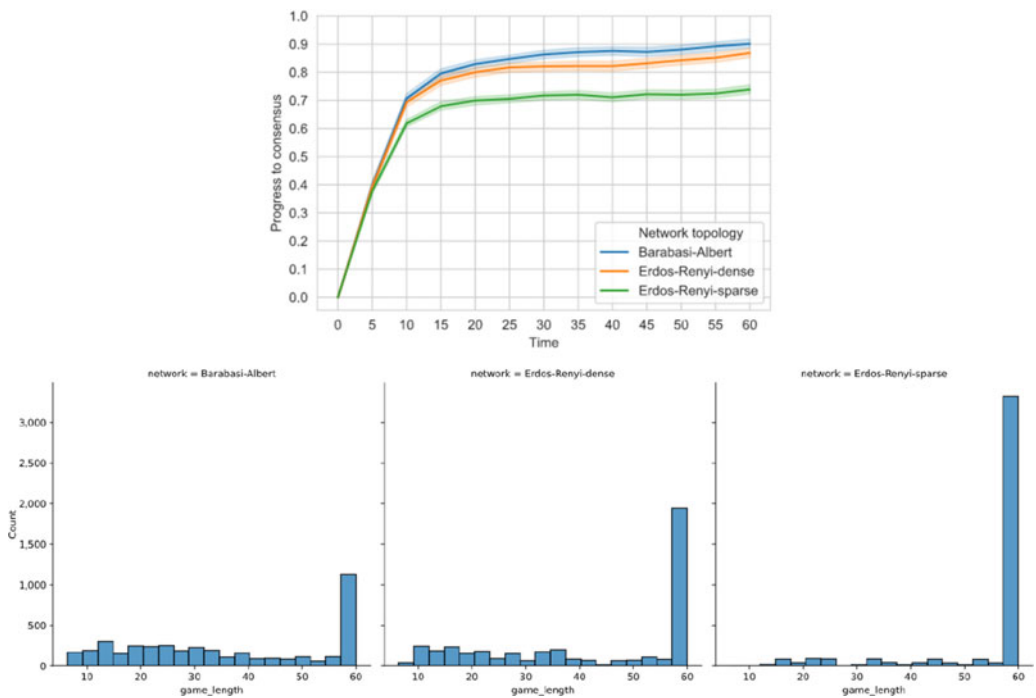 1.0
0.9
0.8
0.7
0.6
0.5
0.4
0.3
0.2
0.1
0.0
Progress to consensus
Network topology
Barabasi-Albert
Erdos-Renyi-dense
Erdos-Renyi-sparse
0 5 10 15 20 25 30 35 40 45 50 55 60
Time
network = Barabasi-Albert
network = Erdos-Renyi-dense
network = Erdos-Renyi-sparse
3,000
2,500
2,000
1,500
1,000
500
0
Count
10 20 30 40 50 60
game_length
10 20 30 40 50 60
game_length
10 20 30 40 50 60
game_length